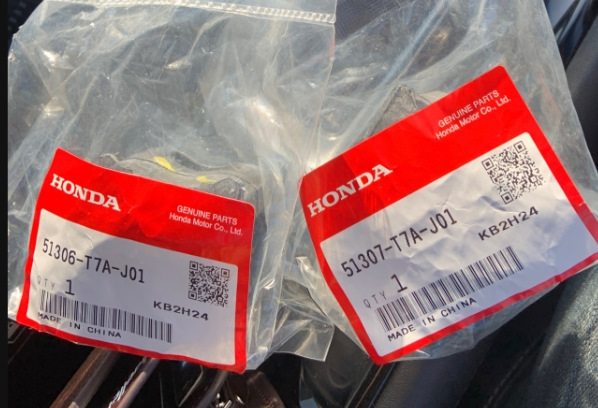 HONDA
GENUINE PARTS
Honda Motor Co., Ltd.
51306-T7A-J01
QTY 1
KB2H24
MADE IN CHINA
HONDA
GENUINE PARTS
Honda Motor Co., Ltd.
51307-T7A-J01
QTY 1
KB2H24
MADE IN CHINA